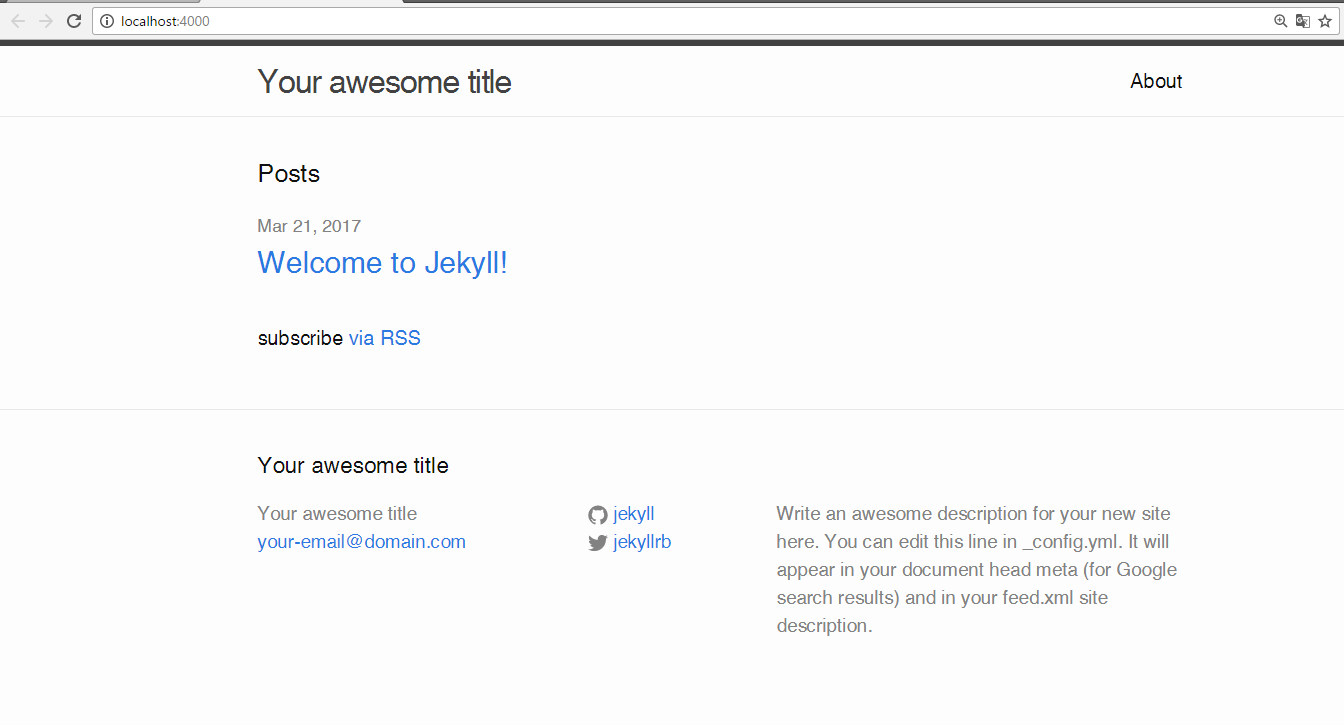 localhost:4000
Your awesome title
About
Posts
Mar 21, 2017
Welcome to Jekyll!
subscribe via RSS
Your awesome title
Your awesome title
your-email@domain.com
jekyll
jekyllrb
Write an awesome description for your new site
here. You can edit this line in _config.yml. It will
appear in your document head meta (for Google
search results) and in your feed.xml site
description.